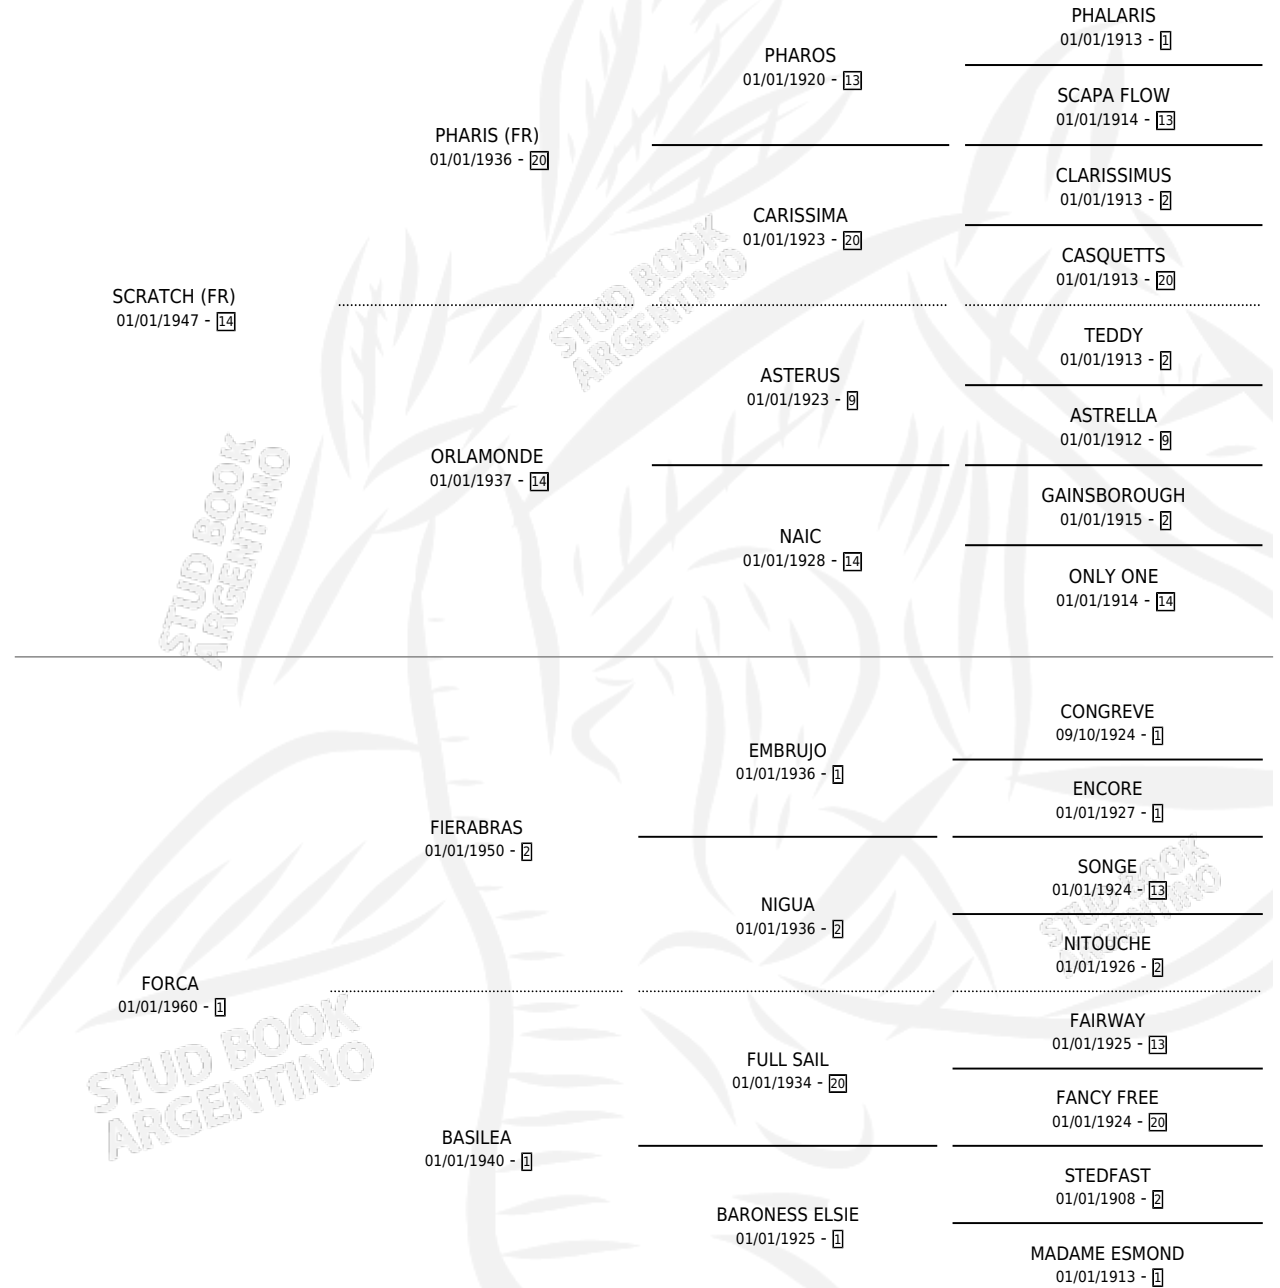 PHALARIS
01/01/1913 - 1
PHAROS
01/01/1920 - 13
SCAPA FLOW
01/01/1914 - 13
PHARIS (FR)
01/01/1936 - 20
CLARISSIMUS
01/01/1913 - 2
CARISSIMA
01/01/1923 - 20
CASQUETTS
01/01/1913 - 20
SCRATCH (FR)
01/01/1947 - 14
TEDDY
01/01/1913 - 2
ASTERUS
01/01/1923 - 9
ASTRELLA
01/01/1912 - 9
ORLAMONDE
01/01/1937 - 14
GAINSBOROUGH
01/01/1915 - 2
NAIC
01/01/1928 - 14
ONLY ONE
01/01/1914 - 14
CONGREVE
09/10/1924 - 1
EMBRUJO
01/01/1936 - 1
ENCORE
01/01/1927 - 1
FIERABRAS
01/01/1950 - 2
SONGE
01/01/1924 - 13
NIGUA
01/01/1936 - 2
NITOUCHE
01/01/1926 - 2
FORCA
01/01/1960 - 1
FAIRWAY
01/01/1925 - 13
FULL SAIL
01/01/1934 - 20
FANCY FREE
01/01/1924 - 20
BASILEA
01/01/1940 - 1
STEDFAST
01/01/1908 - 2
BARONESS ELSIE
01/01/1925 - 1
MADAME ESMOND
01/01/1913 - 1
STUD BOOK
ARGENTINO
STUD BOOK
ARGENTINO
STUD BOOK
ARGENTINO
STUD BOOK
ARGENTINO